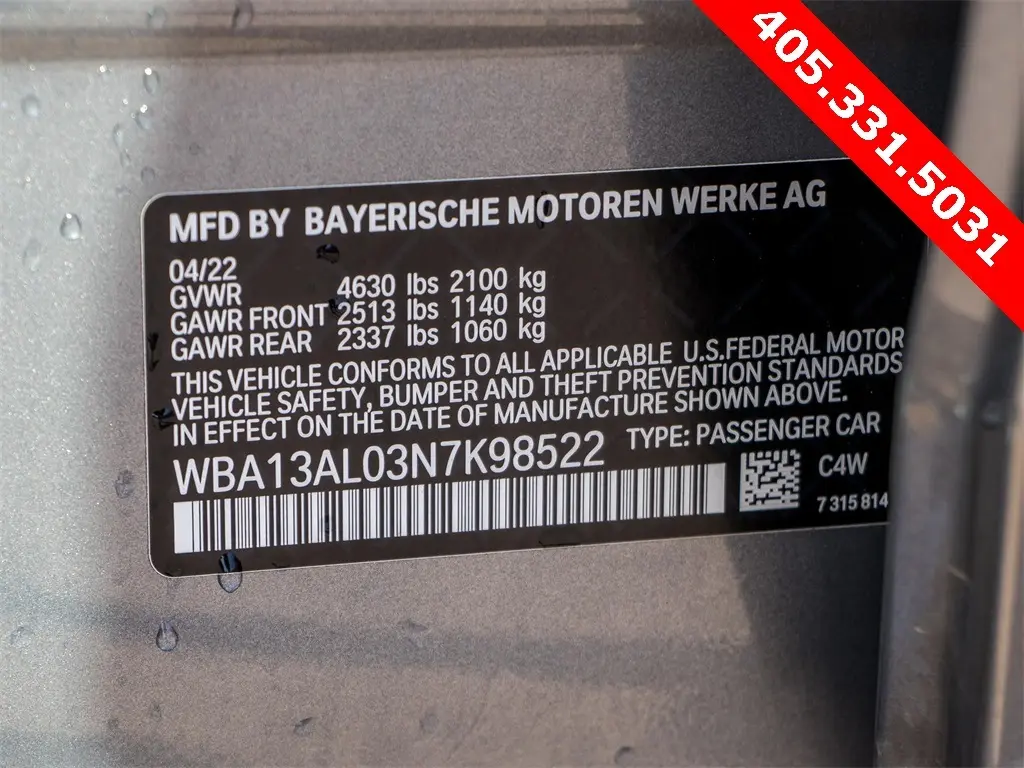 405.331.5031
MFD BY BAYERISCHE MOTOREN WERKE AG
04/22
GVWR 4630 lbs 2100 kg
GAWR FRONT 2513 lbs 1140 kg
GAWR REAR 2337 lbs 1060 kg
THIS VEHICLE CONFORMS TO ALL APPLICABLE U.S.FEDERAL MOTOR
VEHICLE SAFETY, BUMPER AND THEFT PREVENTION STANDARDS
IN EFFECT ON THE DATE OF MANUFACTURE SHOWN ABOVE.
WBA13AL03N7K98522 TYPE: PASSENGER CAR
C4W
7 315 814